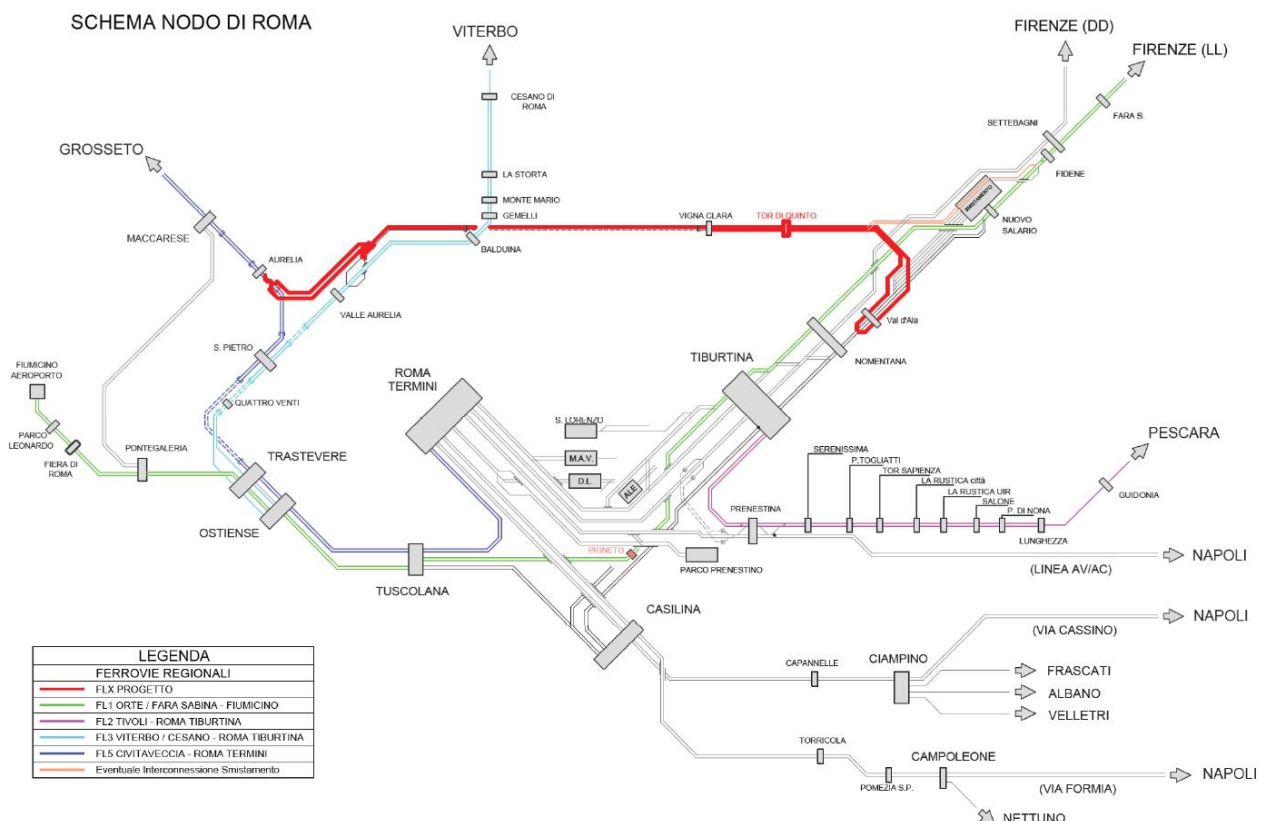 SCHEMA NODO DI ROMA
VITERBO
FIRENZE (DD)
FIRENZE (LL)
CESANO DI
ROMA
FARA S.
SETTEBAGNI
GROSSETO
FIDENE
LA STORTA
SMISTAMENTO
MONTE MARIO
GEMELLI
VIGNA CLARA
TOR DI QUINTO
NUOVO
SALARIO
MACCARESE
BALDUINA
AURELIA
VALLE AURELIA
Val d'Ala
S. PIETRO
TIBURTINA
NOMENTANA
FIUMICINO
AEROPORTO
ROMA
TERMINI
QUATTRO VENTI
S. LORENZO
PARCO
LEONARDO
PESCARA
FIERA DI
ROMA
PONTEGALERIA
TRASTEVERE
M.A.V.
SERENISSIMA
P.TOGLIATTI
TOR SAPIENZA
D.L.
ALE
LA RUSTICA città
LA RUSTICA UIR
GUIDONIA
SALONE
P. DI NONA
PRENESTINA
OSTIENSE
LUNGHEZZA
PIGNETO
NAPOLI
PARCO PRENESTINO
(LINEA AV/AC)
TUSCOLANA
CASILINA
NAPOLI
(VIA CASSINO)
LEGENDA
FERROVIE REGIONALI
CAPANNELLE
CIAMPINO
FRASCATI
FLX PROGETTO
ALBANO
FL1 ORTE / FARA SABINA - FIUMICINO
VELLETRI
FL2 TIVOLI - ROMA TIBURTINA
FL3 VITERBO / CESANO - ROMA TIBURTINA
TORRICOLA
FL5 CIVITAVECCIA - ROMA TERMINI
CAMPOLEONE
Eventuale Interconnessione Smistamento
NAPOLI
POMEZIA S.P.
(VIA FORMIA)
NETTUNO